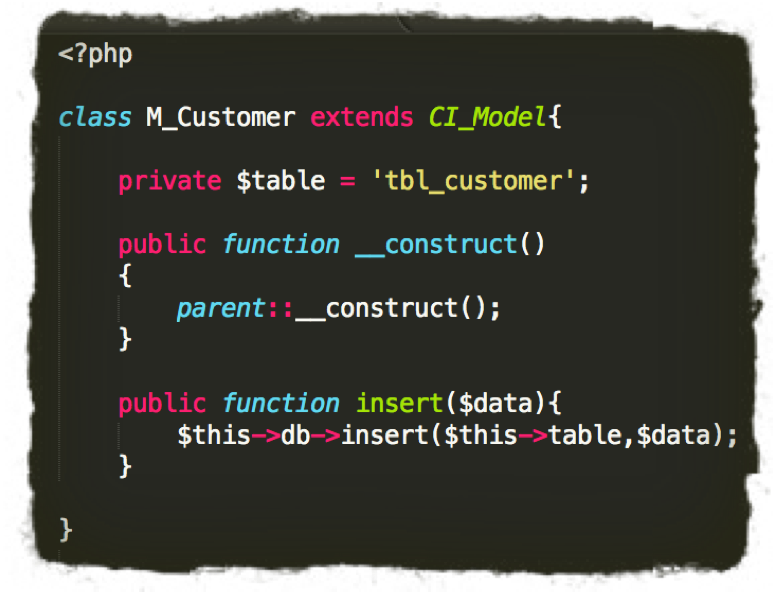 <?php
class M_Customer extends CI_Model{
private $table = 'tbl_customer';
public function __construct()
{
parent::__construct();
}
public function insert($data){
$this->db->insert($this->table,$data);
}
}